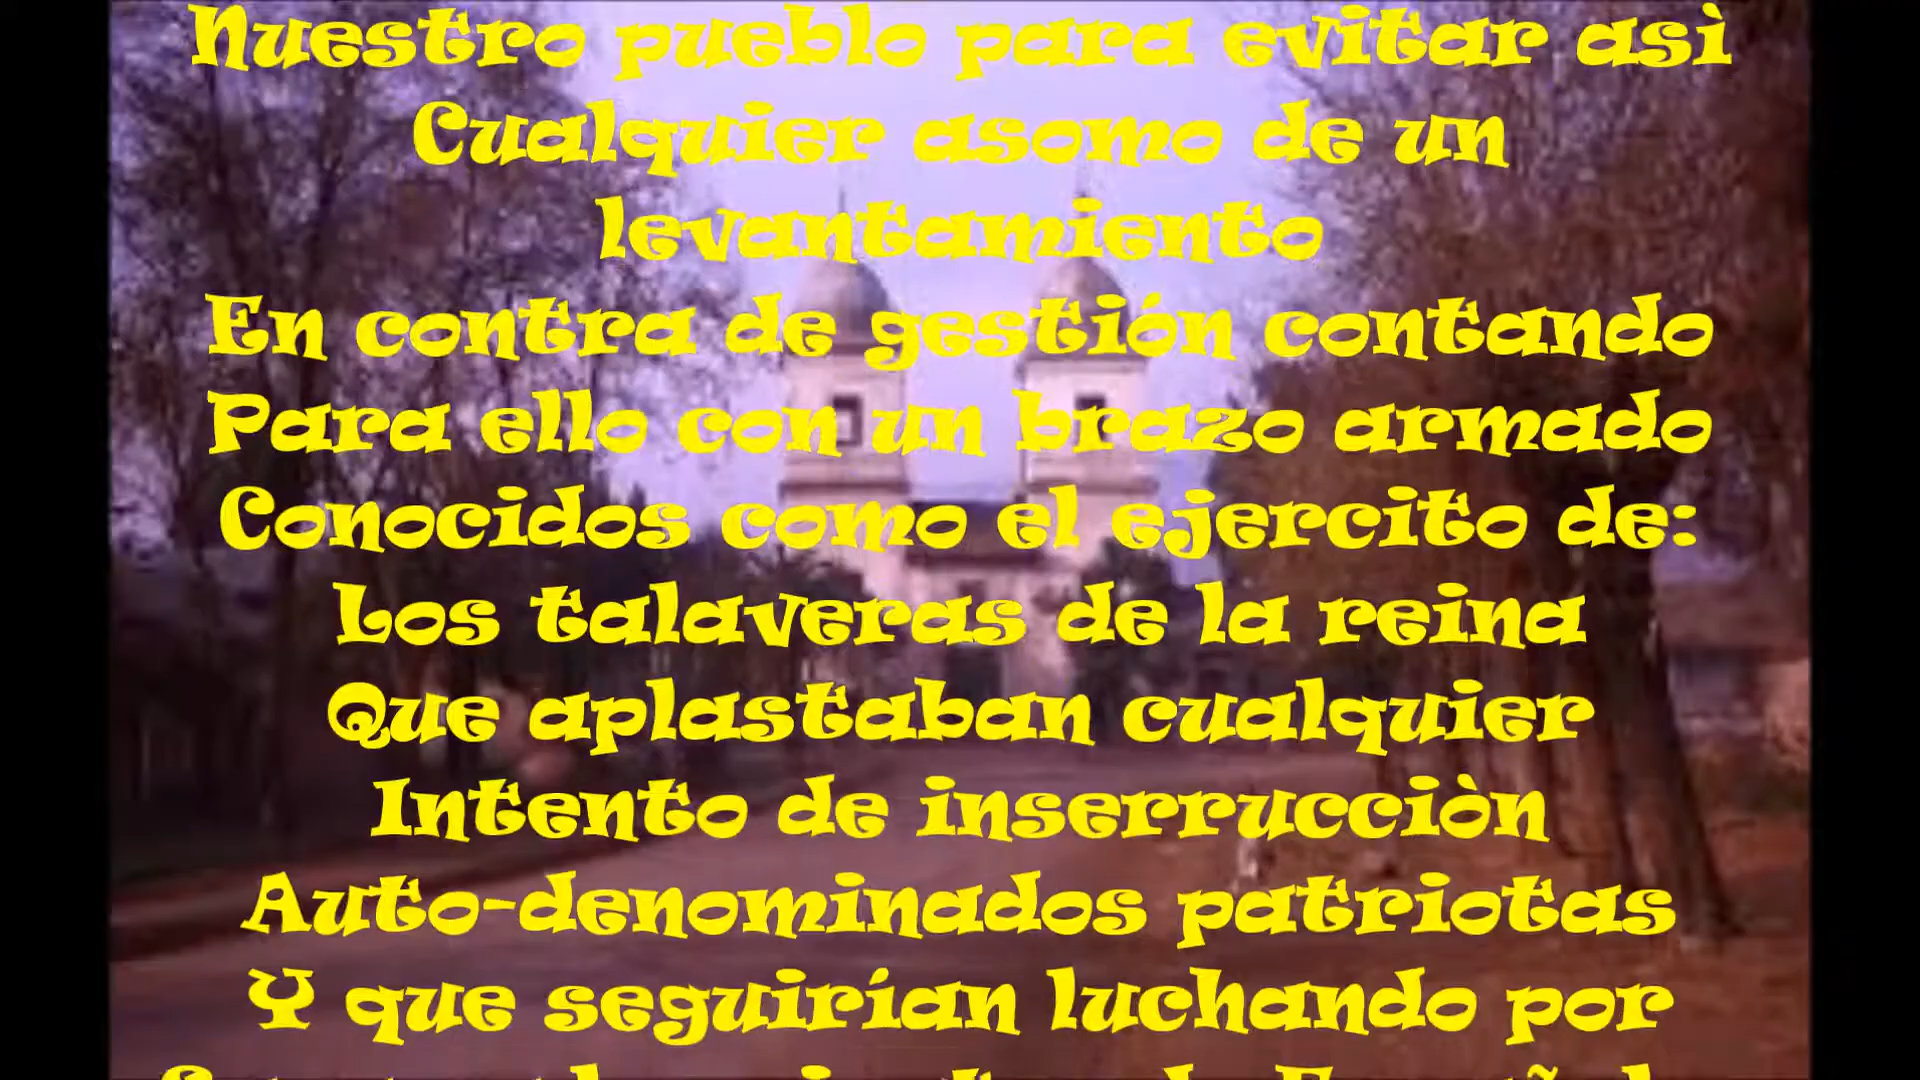 Nuestro pueblo para evitar asì
Cualquier asomo de un
levantamiento
En contra de gestión contando
Para ello con un brazo armado
Conocidos como el ejercito de:
Los talaveras de la reina
Que aplastaban cualquier
Intento de inserrucciòn
Auto-denominados patriotas
Y que seguirían luchando por